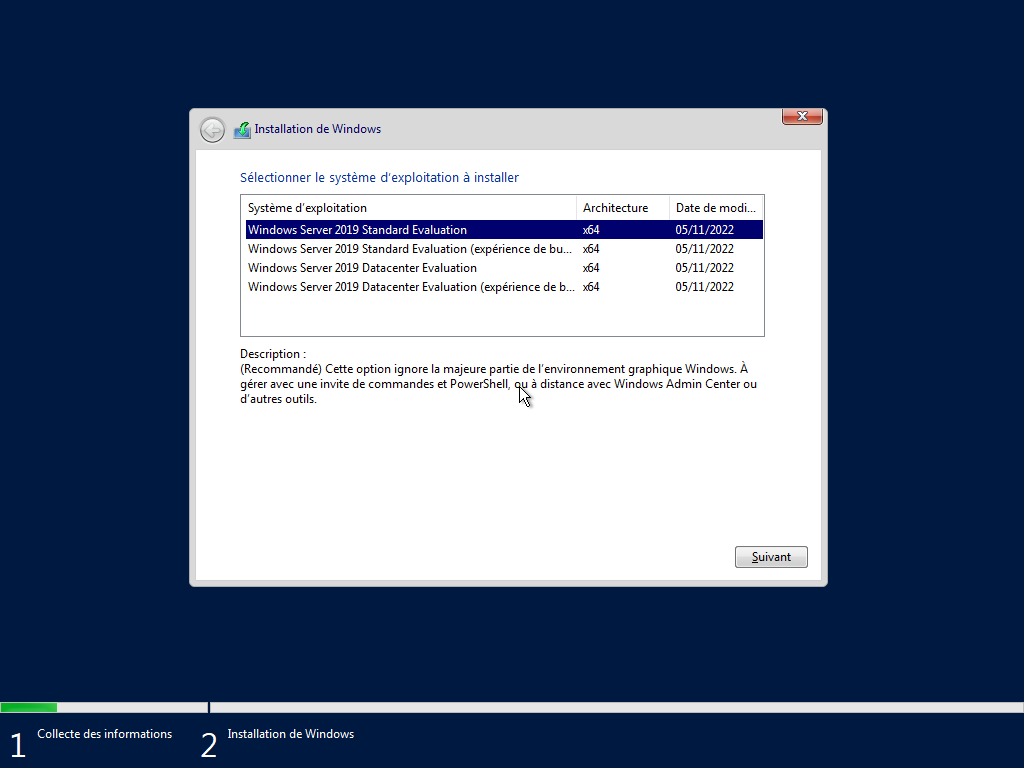 Installation de Windows
Sélectionner le système d'exploitation à installer
Système d'exploitation Architecture Date de modi...
Windows Server 2019 Standard Evaluation x64 05/11/2022
Windows Server 2019 Standard Evaluation (expérience de bu... x64 05/11/2022
Windows Server 2019 Datacenter Evaluation x64 05/11/2022
Windows Server 2019 Datacenter Evaluation (expérience de b... x64 05/11/2022
Description :
(Recommandé) Cette option ignore la majeure partie de l'environnement graphique Windows. À
gérer avec une invite de commandes et PowerShell, ou à distance avec Windows Admin Center ou
d'autres outils.
Suivant
1 Collecte des informations 2 Installation de Windows